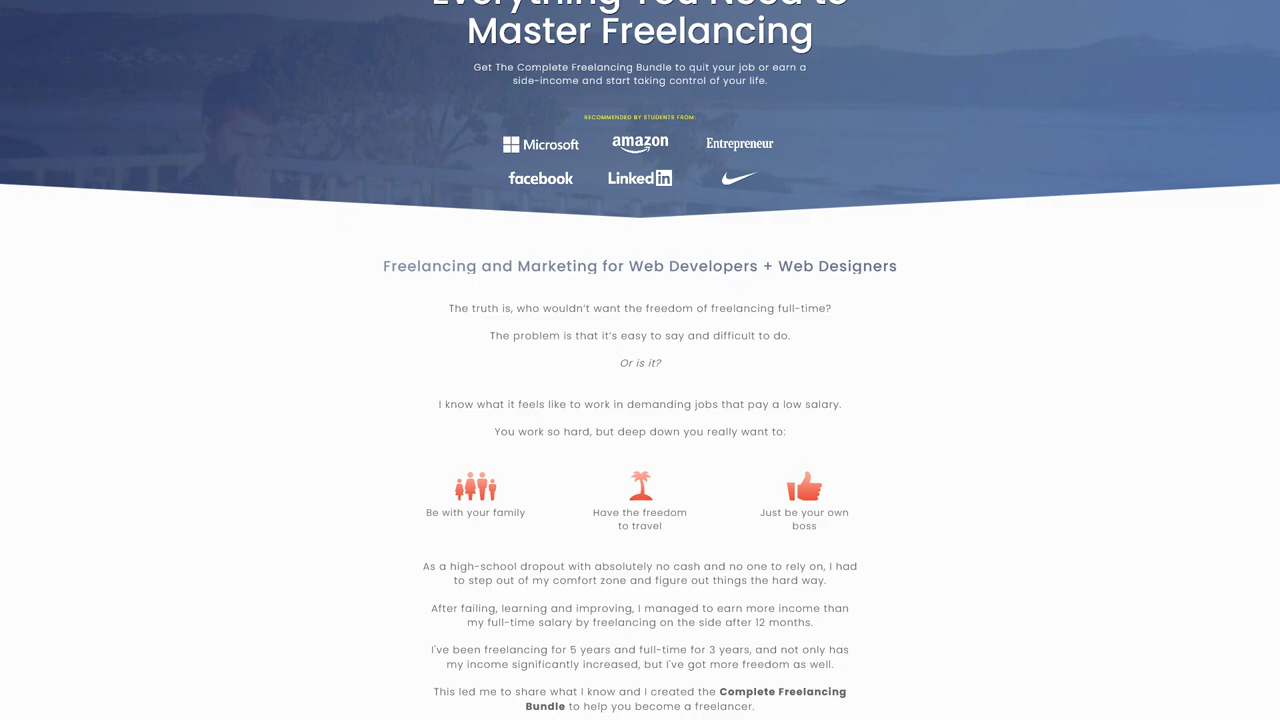 Everything You Need to
Master Freelancing
Get The Complete Freelancing Bundle to quit your job or earn a
side-income and start taking control of your life.
RECOMMENDED BY STUDENTS FROM:
Microsoft amazon Entrepreneur
facebook Linked in
Freelancing and Marketing for Web Developers + Web Designers
The truth is, who wouldn't want the freedom of freelancing full-time?
The problem is that it's easy to say and difficult to do.
Or is it?
I know what it feels like to work in demanding jobs that pay a low salary.
You work so hard, but deep down you really want to:
Be with your family
Have the freedom
to travel
Just be your own
boss
As a high-school dropout with absolutely no cash and no one to rely on, I had
to step out of my comfort zone and figure out things the hard way.
After failing, learning and improving, I managed to earn more income than
my full-time salary by freelancing on the side after 12 months.
I've been freelancing for 5 years and full-time for 3 years, and not only has
my income significantly increased, but I've got more freedom as well.
This led me to share what I know and I created the Complete Freelancing
Bundle to help you become a freelancer.